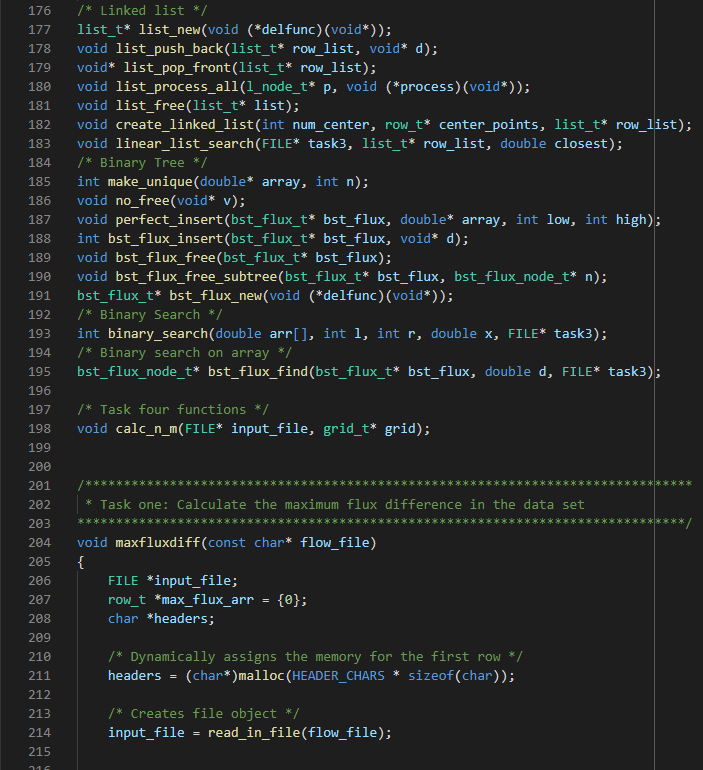 176 /* Linked list */
177 list_t* list_new(void (*delfunc)(void*));
178 void list_push_back(list_t* row_list, void* d);
179 void* list_pop_front(list_t* row_list);
180 void list_process_all(l_node_t* p, void (*process)(void*));
181 void list_free(list_t* list);
182 void create_linked_list(int num_center, row_t* center_points, list_t* row_list);
183 void linear_list_search(FILE* task3, list_t* row_list, double closest);
184 /* Binary Tree */
185 int make_unique(double* array, int n);
186 void no_free(void* v);
187 void perfect_insert(bst_flux_t* bst_flux, double* array, int low, int high);
188 int bst_flux_insert(bst_flux_t* bst_flux, void* d);
189 void bst_flux_free(bst_flux_t* bst_flux);
190 void bst_flux_free_subtree(bst_flux_t* bst_flux, bst_flux_node_t* n);
191 bst_flux_t* bst_flux_new(void (*delfunc)(void*));
192 /* Binary Search */
193 int binary_search(double arr[], int l, int r, double x, FILE* task3);
194 /* Binary search on array */
195 bst_flux_node_t* bst_flux_find(bst_flux_t* bst_flux, double d, FILE* task3);
196
197 /* Task four functions */
198 void calc_n_m(FILE* input_file, grid_t* grid);
199
200
201 /*******************************************************************************
202  * Task one: Calculate the maximum flux difference in the data set
203 *******************************************************************************/
204 void maxfluxdiff(const char* flow_file)
205 {
206     FILE *input_file;
207     row_t *max_flux_arr = {0};
208     char *headers;
209
210     /* Dynamically assigns the memory for the first row */
211     headers = (char*)malloc(HEADER_CHARS * sizeof(char));
212
213     /* Creates file object */
214     input_file = read_in_file(flow_file);
215